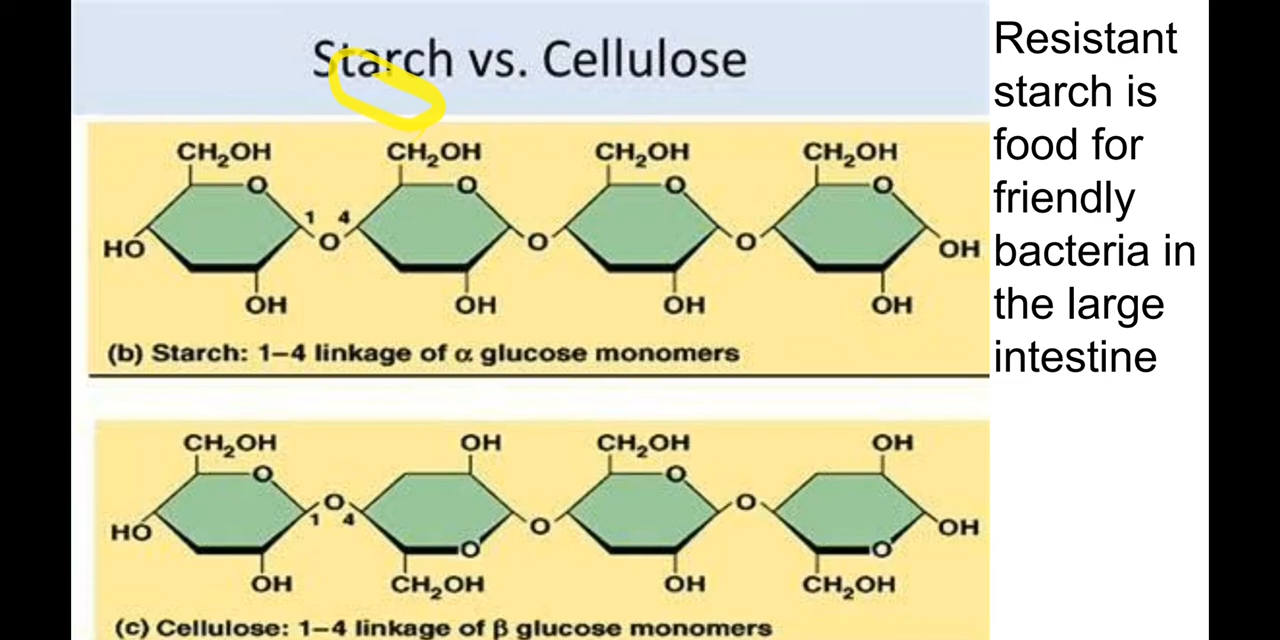 Starch vs. Cellulose
Resistant
starch is
food for
friendly
bacteria in
the large
intestine
CH₂OH CH₂OH CH₂OH CH₂OH
O O O O
1 4
HO O O O OH
OH OH OH OH
(b) Starch: 1–4 linkage of α glucose monomers
CH₂OH OH CH₂OH OH
O O O O
1 4
HO O OH
O O
OH CH₂OH OH CH₂OH
(c) Cellulose: 1–4 linkage of β glucose monomers